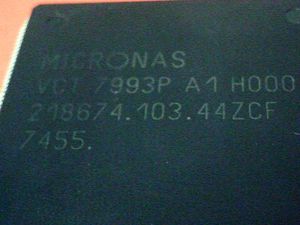 MICRONAS
VCT 7993P A1 H000
218674.103.44ZCF
7455.